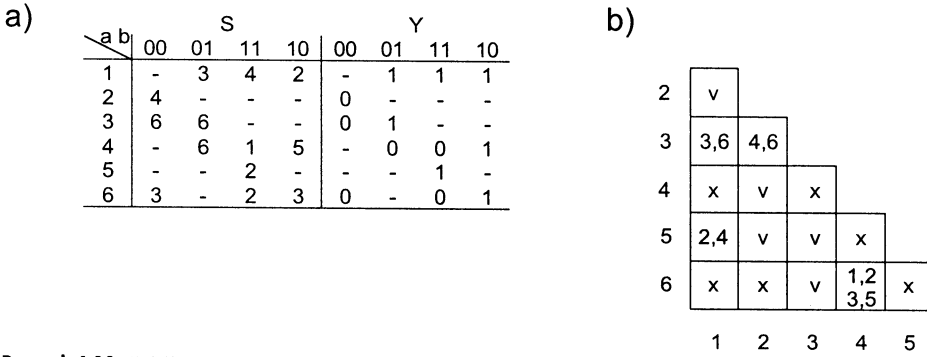 a)
S Y
a b 00 01 11 10 00 01 11 10
1 - 3 4 2 - 1 1 1
2 4 - - - 0 - - -
3 6 6 - - 0 1 - -
4 - 6 1 5 - 0 0 1
5 - - 2 - - - 1 -
6 3 - 2 3 0 - 0 1
b)
2 v
3 3,6 4,6
4 x v x
5 2,4 v v x
6 x x v 1,2 3,5 x
1 2 3 4 5